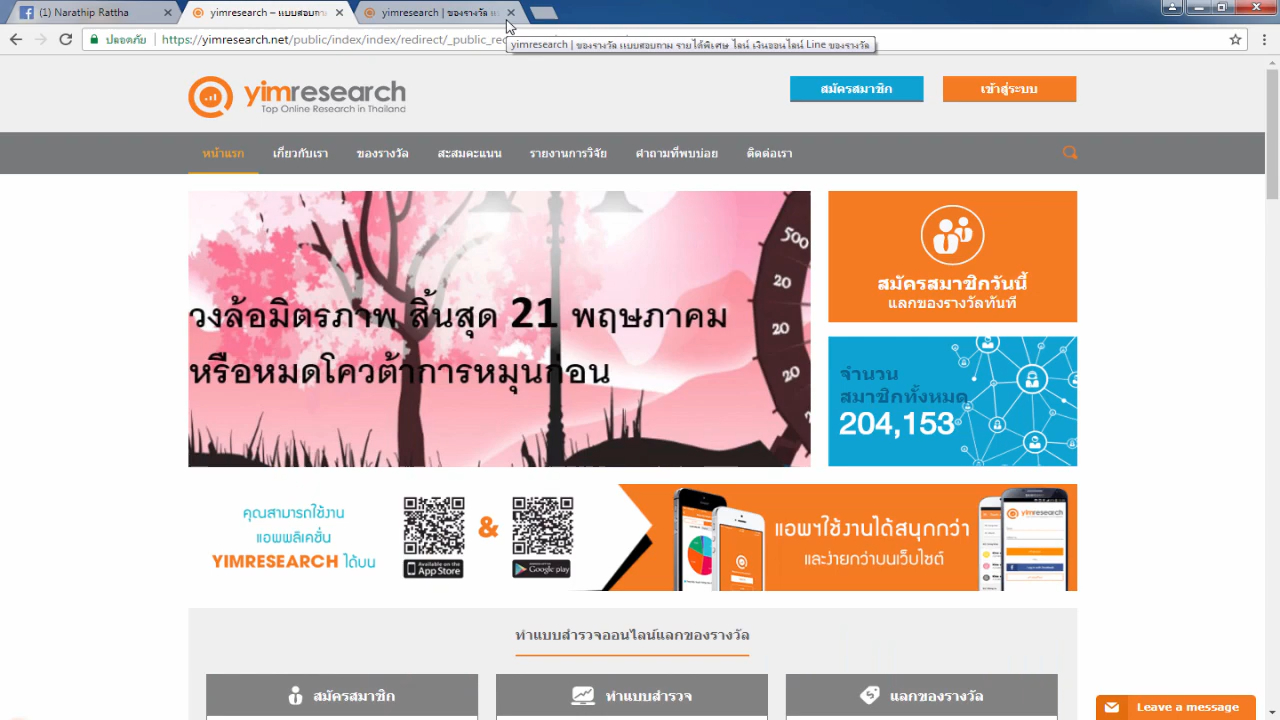 (1) Narathip Rattha
yimresearch – แบบสอบถาม
yimresearch | ของรางวัล
ปลอดภัย
https://yimresearch.net/public/index/index/redirect/_public_re
yimresearch | ของรางวัล แบบสอบถาม รายได้พิเศษ ไลน์ เงินออนไลน์ Line ของรางวัล
yimresearch
Top Online Research in Thailand
สมัครสมาชิก
เข้าสู่ระบบ
หน้าแรก เกี่ยวกับเรา ของรางวัล สะสมคะแนน รายงานการวิจัย คำถามที่พบบ่อย ติดต่อเรา
วงล้อมิตรภาพ สิ้นสุด 21 พฤษภาคม
หรือหมดโควต้าการหมุนก่อน
500
20
20
20
สมัครสมาชิกวันนี้
แลกของรางวัลทันที
จำนวน
สมาชิกทั้งหมด
204,153
คุณสามารถใช้งาน
แอพพลิเคชั่น
YIMRESEARCH ได้บน
&
Available on the
App Store
Google play
แอพฯใช้งานได้สนุกกว่า
และง่ายกว่าบนเว็บไซต์
yimresearch
ทำแบบสำรวจออนไลน์แลกของรางวัล
สมัครสมาชิก
ทำแบบสำรวจ
แลกของรางวัล
Leave a message